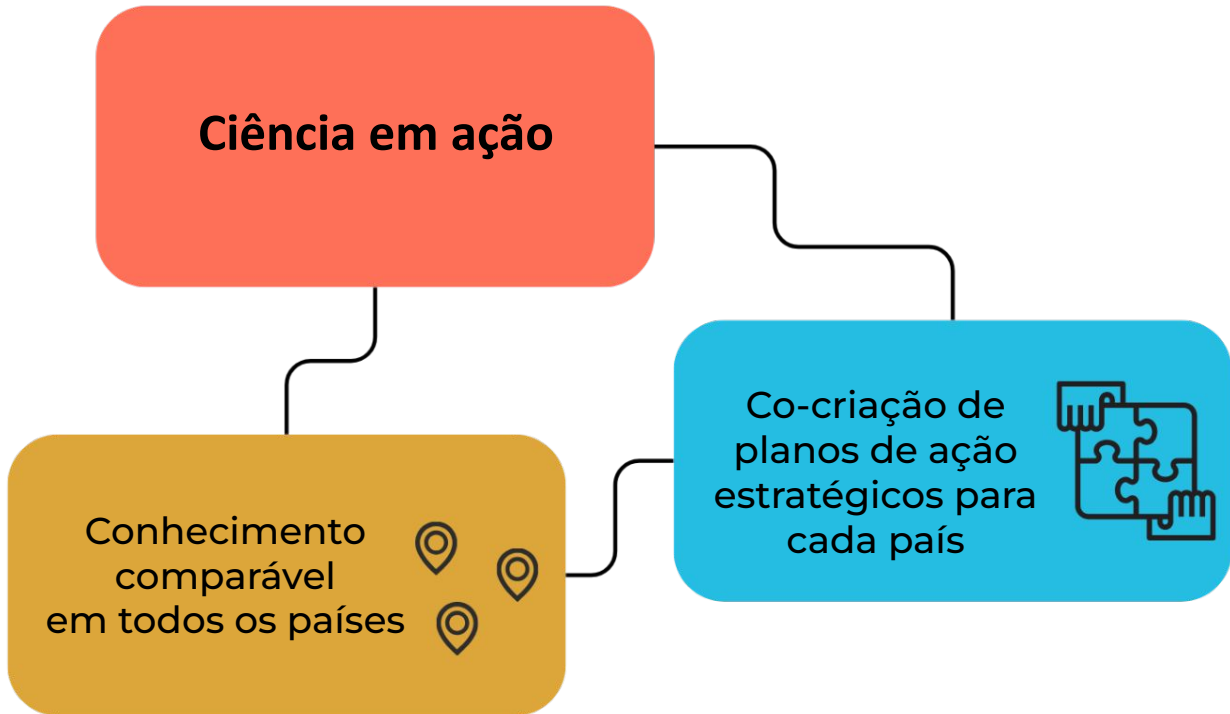 Ciência em ação
Co-criação de
planos de ação
estratégicos para
cada país
Conhecimento
comparável
em todos os países